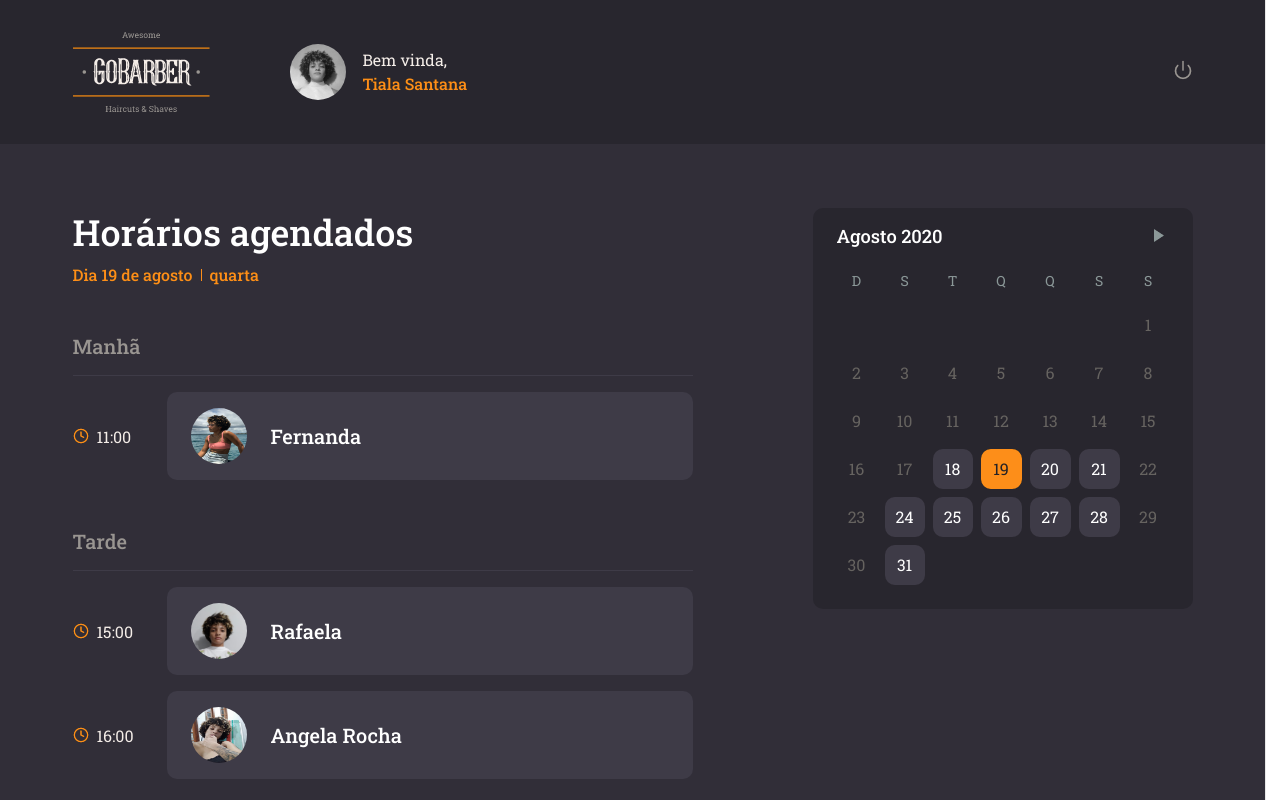 Awesome
GOBARBER
Haircuts & Shaves
Bem vinda,
Tiala Santana
Horários agendados
Dia 19 de agosto | quarta
Manhã
11:00 Fernanda
Tarde
15:00 Rafaela
16:00 Angela Rocha
Agosto 2020
D S T Q Q S S
1
2 3 4 5 6 7 8
9 10 11 12 13 14 15
16 17 18 19 20 21 22
23 24 25 26 27 28 29
30 31